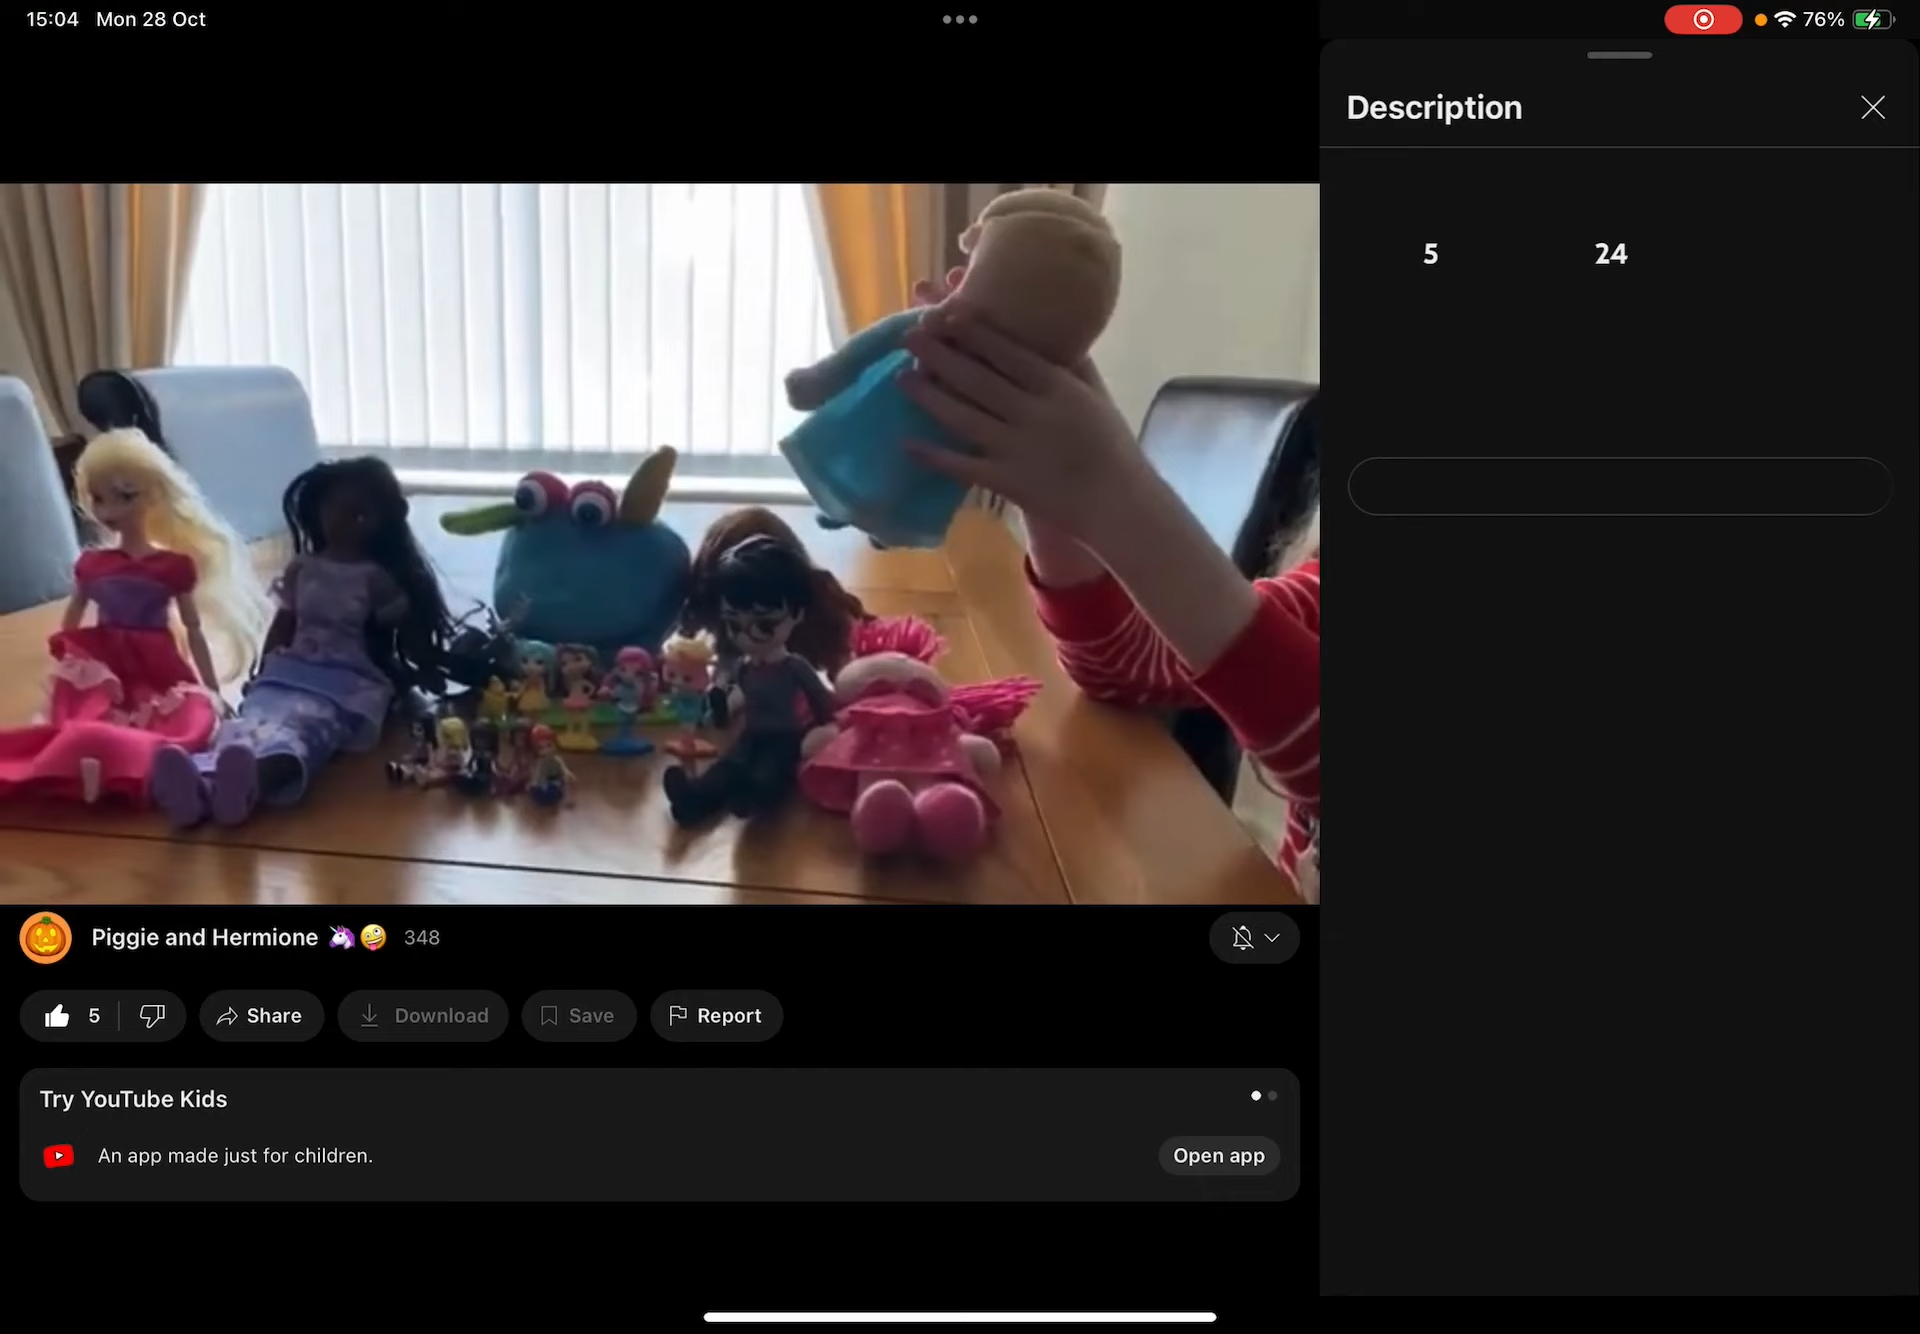 15:04 Mon 28 Oct
76%
Description
5 24
Piggie and Hermione 🦄🤪 348
5 Share Download Save Report
Try YouTube Kids
An app made just for children.
Open app